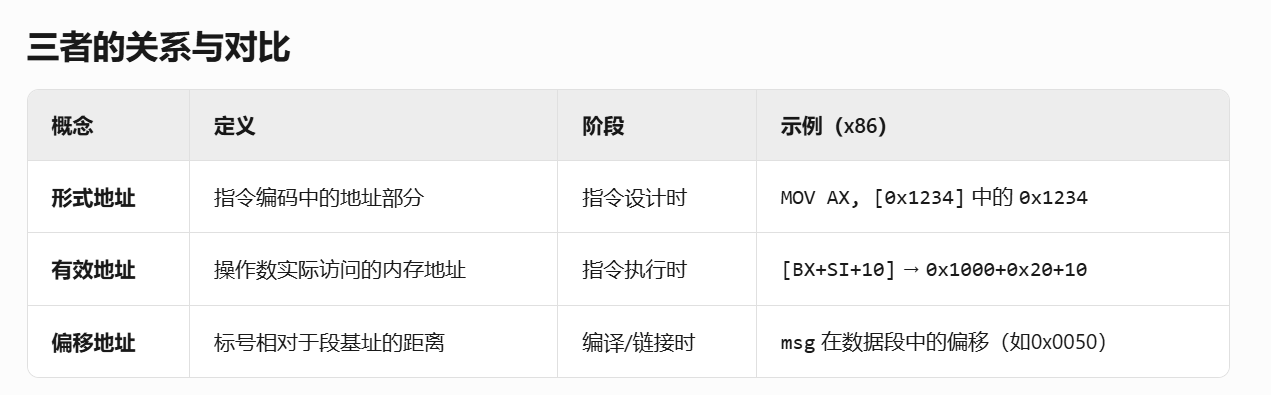 三者的关系与对比
概念 定义 阶段 示例（x86）
形式地址 指令编码中的地址部分 指令设计时 MOV AX, [0x1234] 中的 0x1234
有效地址 操作数实际访问的内存地址 指令执行时 [BX+SI+10] → 0x1000+0x20+10
偏移地址 标号相对于段基址的距离 编译/链接时 msg 在数据段中的偏移（如0x0050）